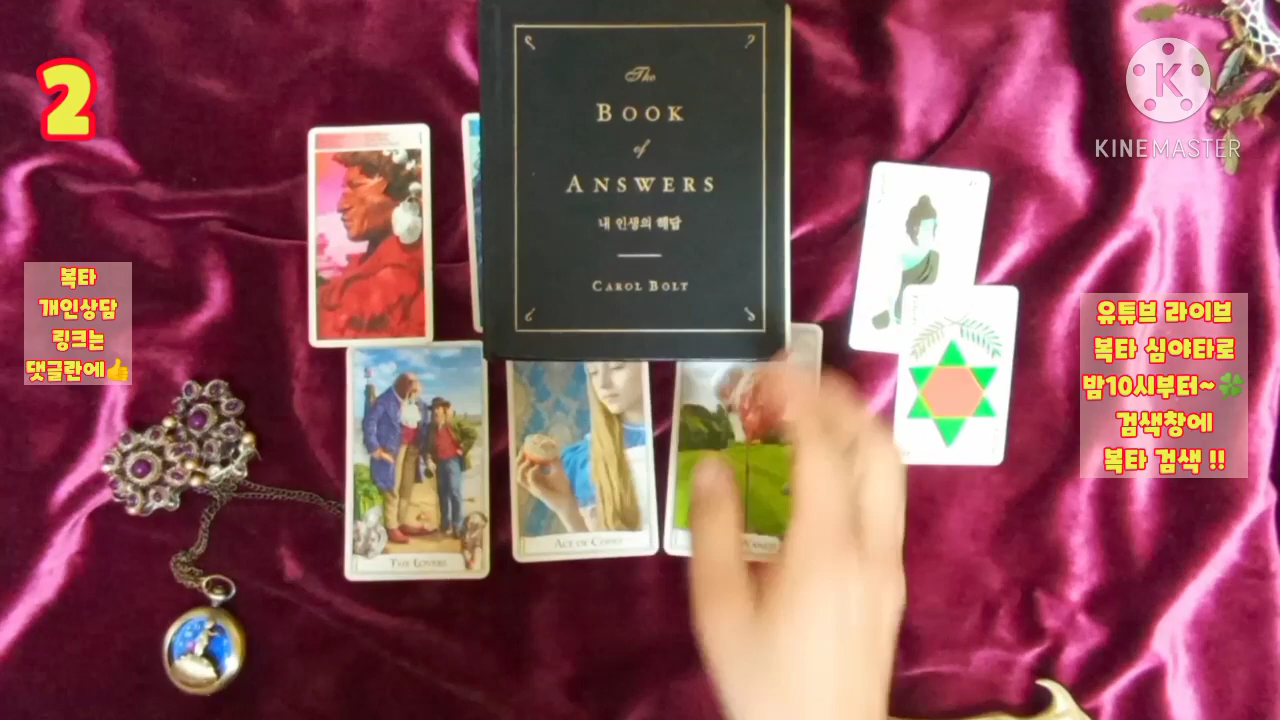 2
The
BOOK
of
ANSWERS
내 인생의 해답
CAROL BOLT
KINEMASTER
복타
개인상담
링크는
댓글란에👍
유튜브 라이브
복타 심야타로
밤10시부터~🍀
검색창에
복타 검색 !!
THE LOVERS
ACE OF CUPS